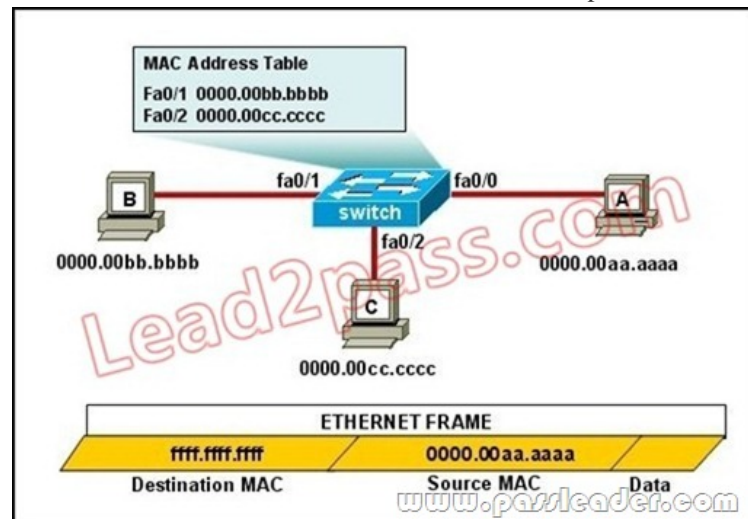 MAC Address Table
Fa0/1 0000.00bb.bbbb
Fa0/2 0000.00cc.cccc
fa0/1
fa0/0
B
A
switch
fa0/2
0000.00bb.bbbb
0000.00aa.aaaa
C
Lead2pass.com
0000.00cc.cccc
ETHERNET FRAME
ffff.ffff.ffff
0000.00aa.aaaa
Destination MAC
Source MAC
Data
www.passleader.com